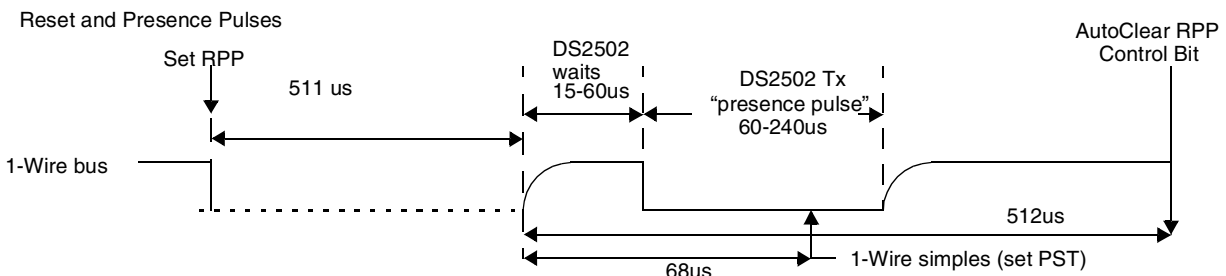 Reset and Presence Pulses
Set RPP
511 us
DS2502
waits
15-60us
DS2502 Tx
“presence pulse”
60-240us
AutoClear RPP
Control Bit
1-Wire bus
512us
68us
1-Wire simples (set PST)